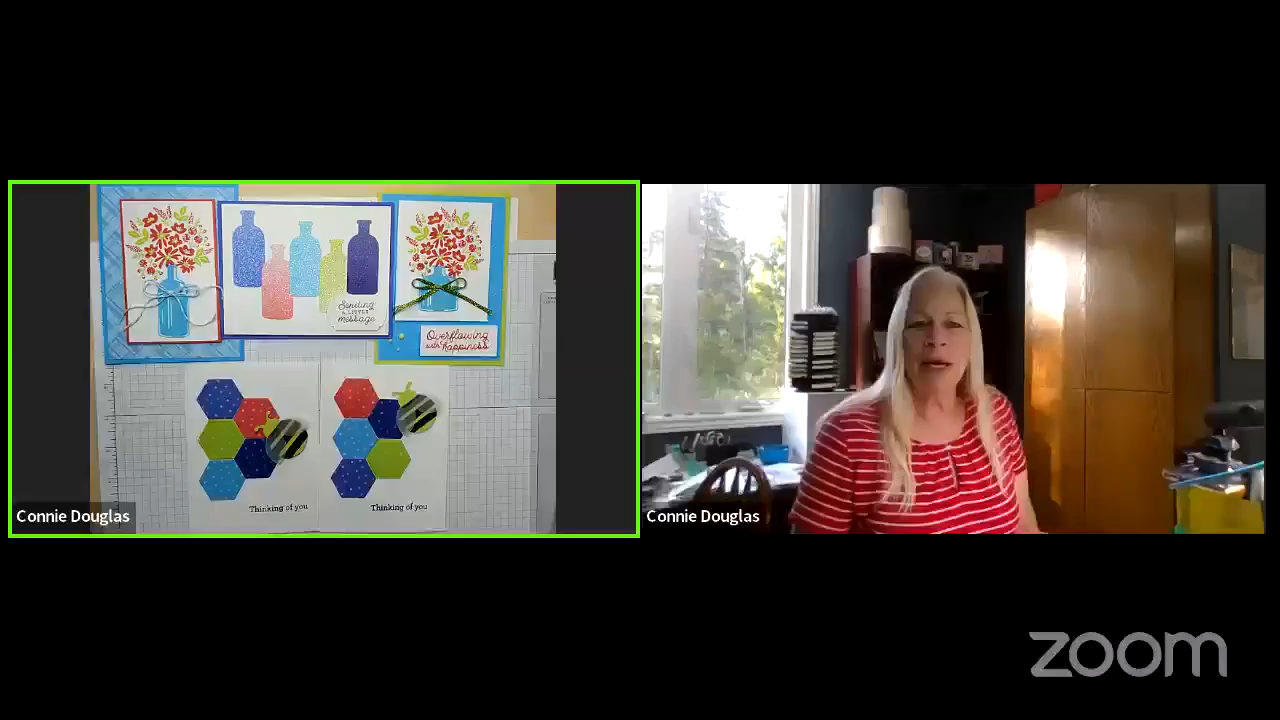 Sending
a LITTLE
message
Overflowing
with happiness
Thinking of you
Thinking of you
Connie Douglas
Connie Douglas
zoom